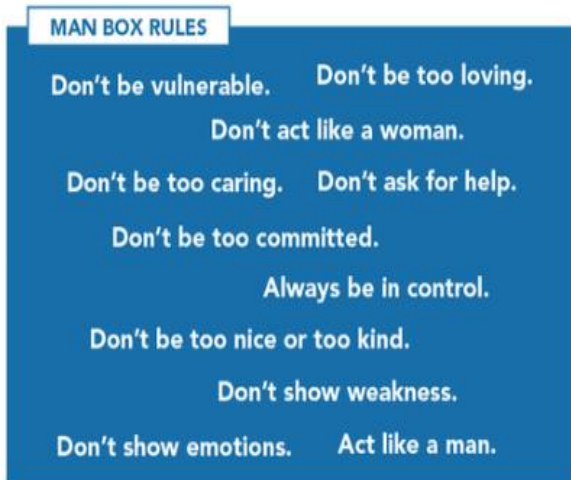 MAN BOX RULES
Don't be vulnerable.
Don't be too loving.
Don't act like a woman.
Don't be too caring.
Don't ask for help.
Don't be too committed.
Always be in control.
Don't be too nice or too kind.
Don't show weakness.
Don't show emotions.
Act like a man.